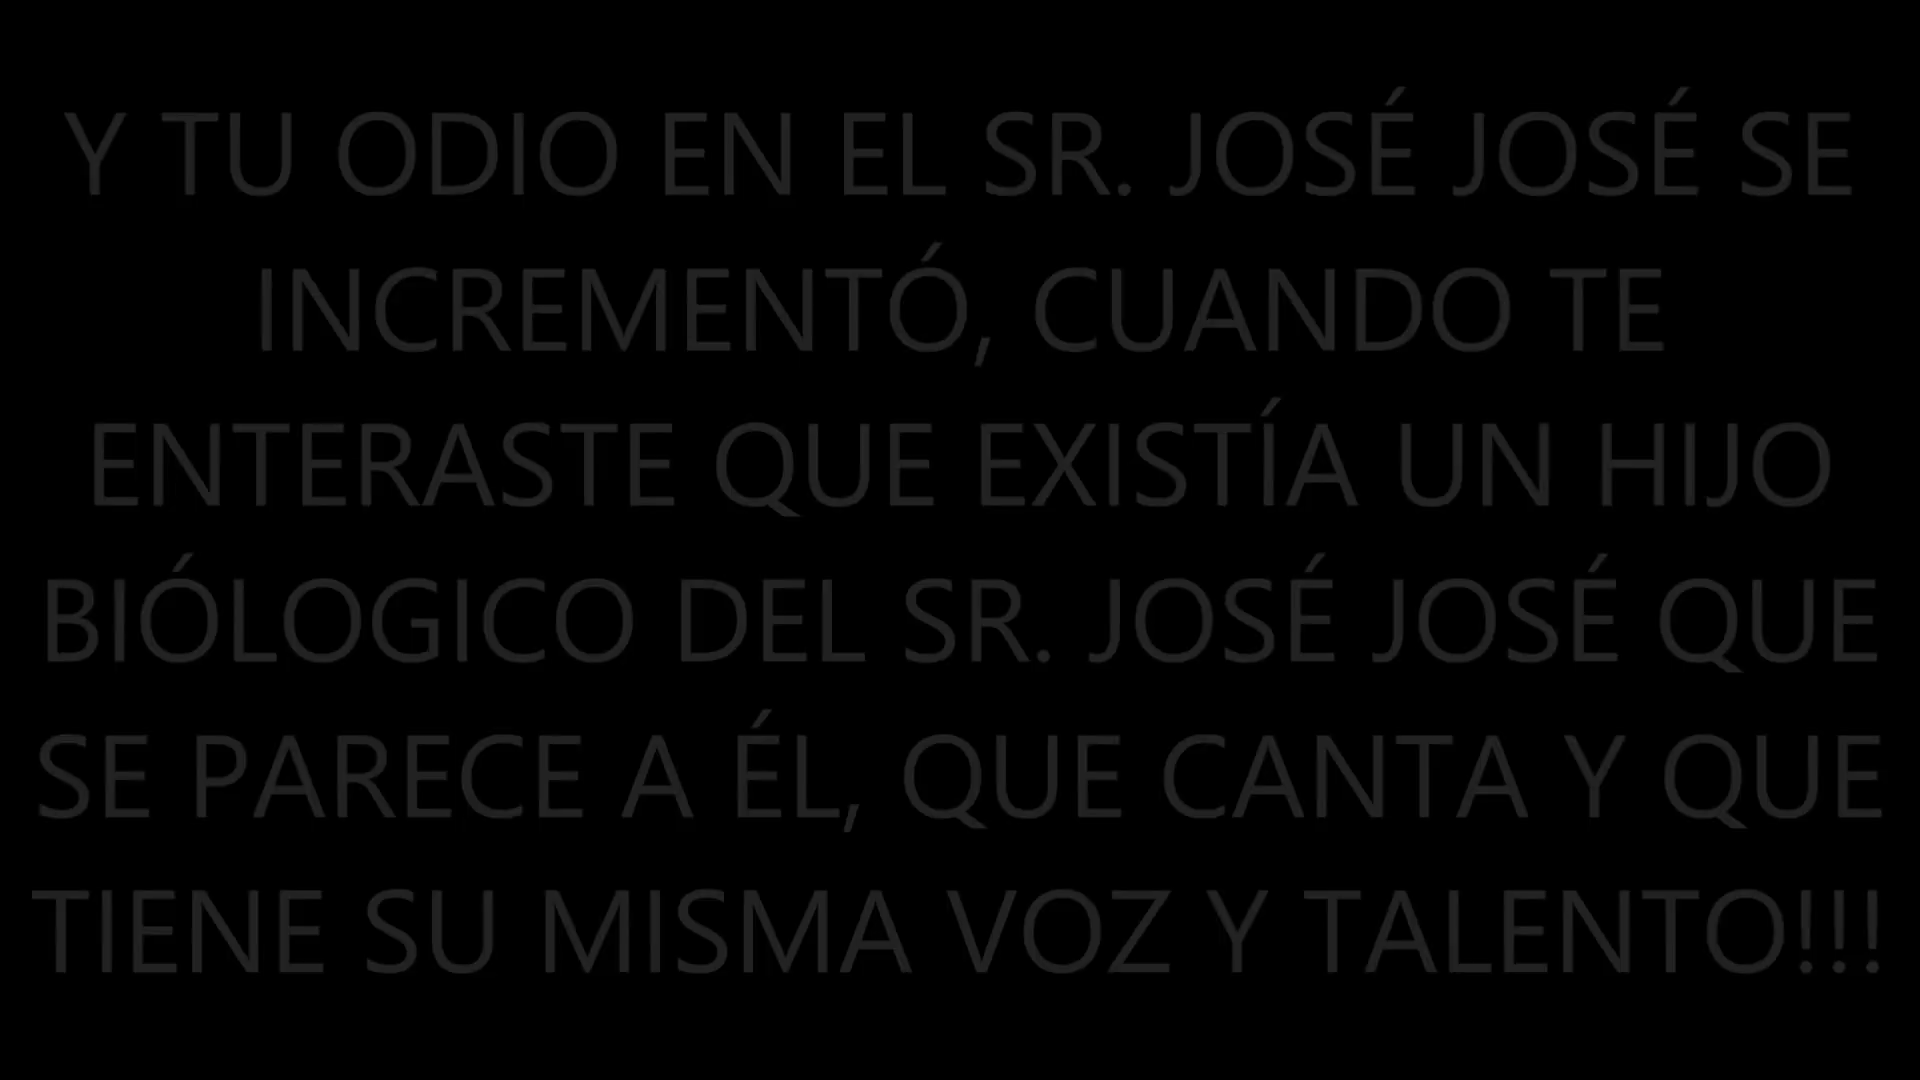 Y TU ODIO EN EL SR. JOSÉ JOSÉ SE
INCREMENTÓ, CUANDO TE
ENTERASTE QUE EXISTÍA UN HIJO
BIÓLOGICO DEL SR. JOSÉ JOSÉ QUE
SE PARECE A ÉL, QUE CANTA Y QUE
TIENE SU MISMA VOZ Y TALENTO!!!